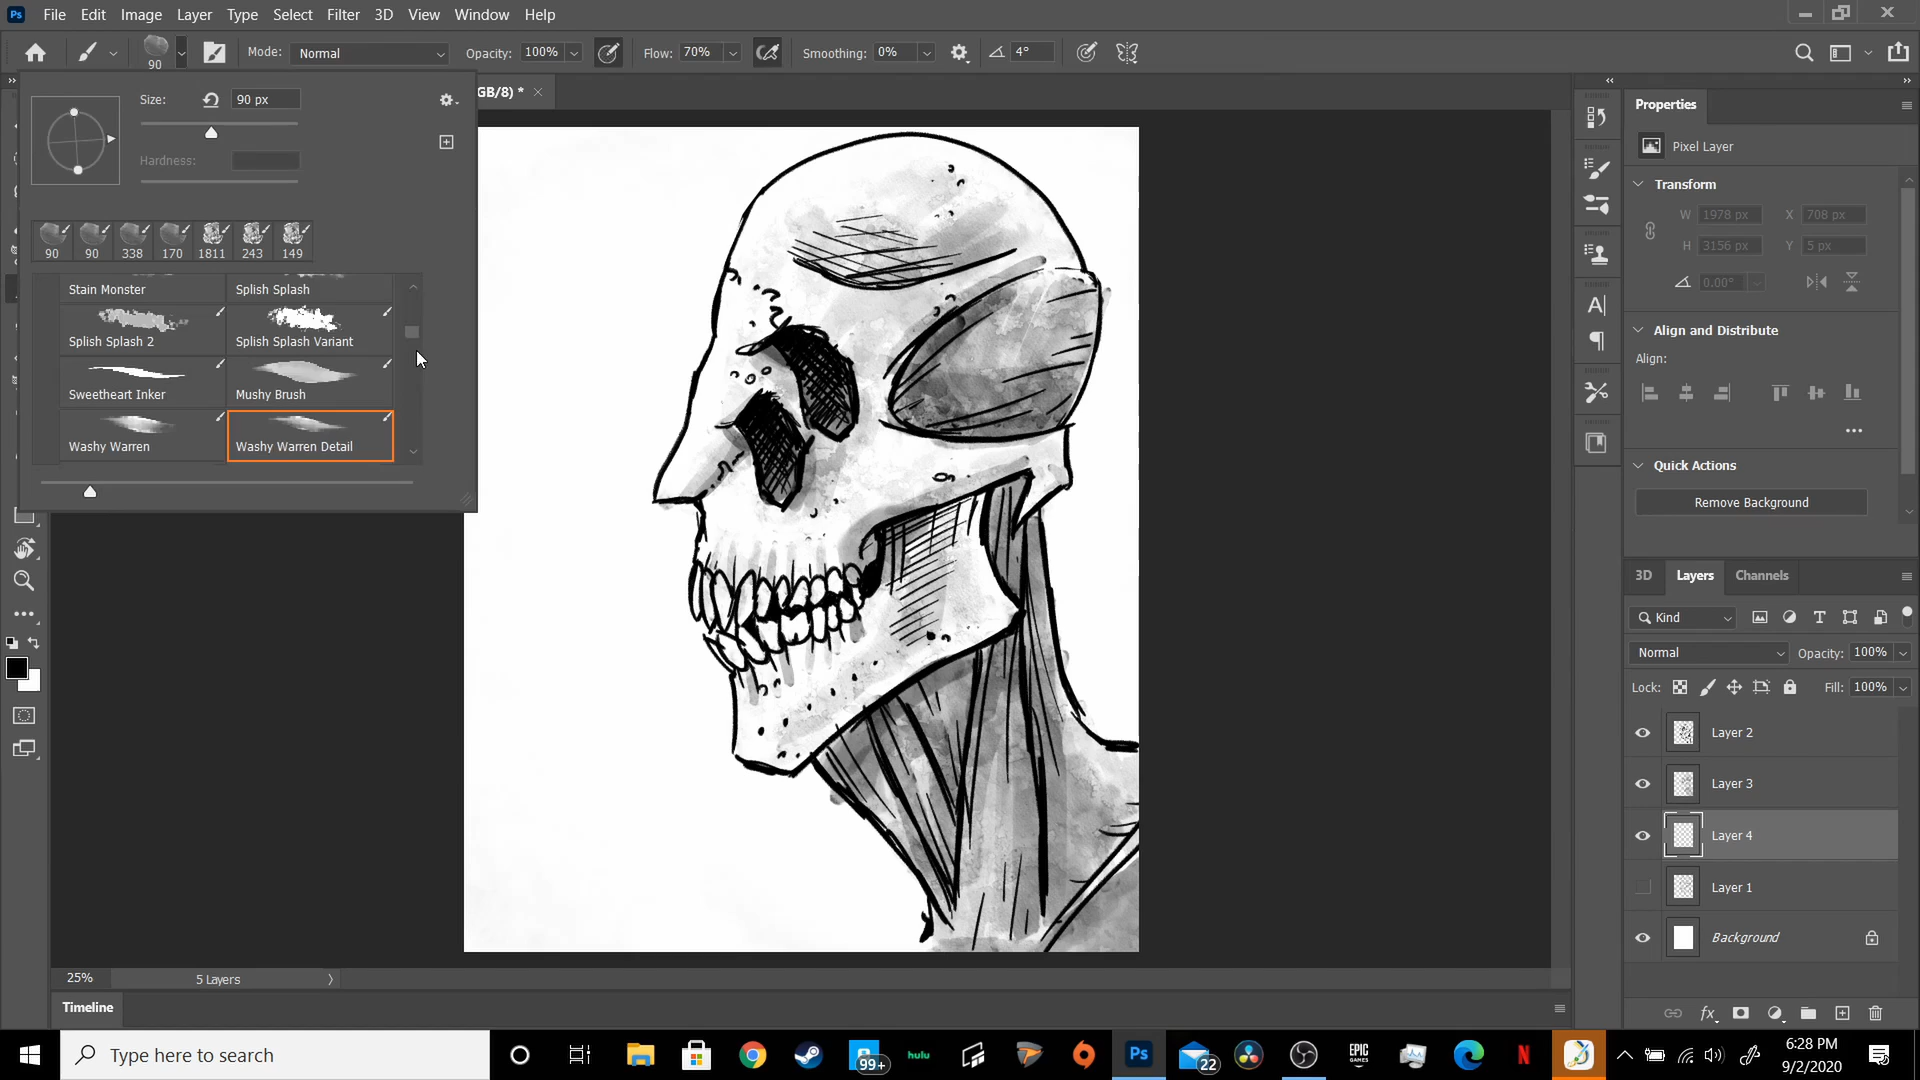 Ps File Edit Image Layer Type Select Filter 3D View Window Help
90 Mode: Normal Opacity: 100% Flow: 70% Smoothing: 0% 4°
GB/8) *
Size: 90 px
Hardness:
90 90 338 170 1811 243 149
Stain Monster Splish Splash
Splish Splash 2 Splish Splash Variant
Sweetheart Inker Mushy Brush
Washy Warren Washy Warren Detail
25% 5 Layers
Timeline
Properties
Pixel Layer
Transform
W 1978 px X 708 px
H 3156 px Y 5 px
0.00°
Align and Distribute
Align:
Quick Actions
Remove Background
3D Layers Channels
Kind
Normal Opacity: 100%
Lock: Fill: 100%
Layer 2
Layer 3
Layer 4
Layer 1
Background
fx
Type here to search
99+
hulu
Ps
22
EPIC
GAMES
N
6:28 PM
9/2/2020